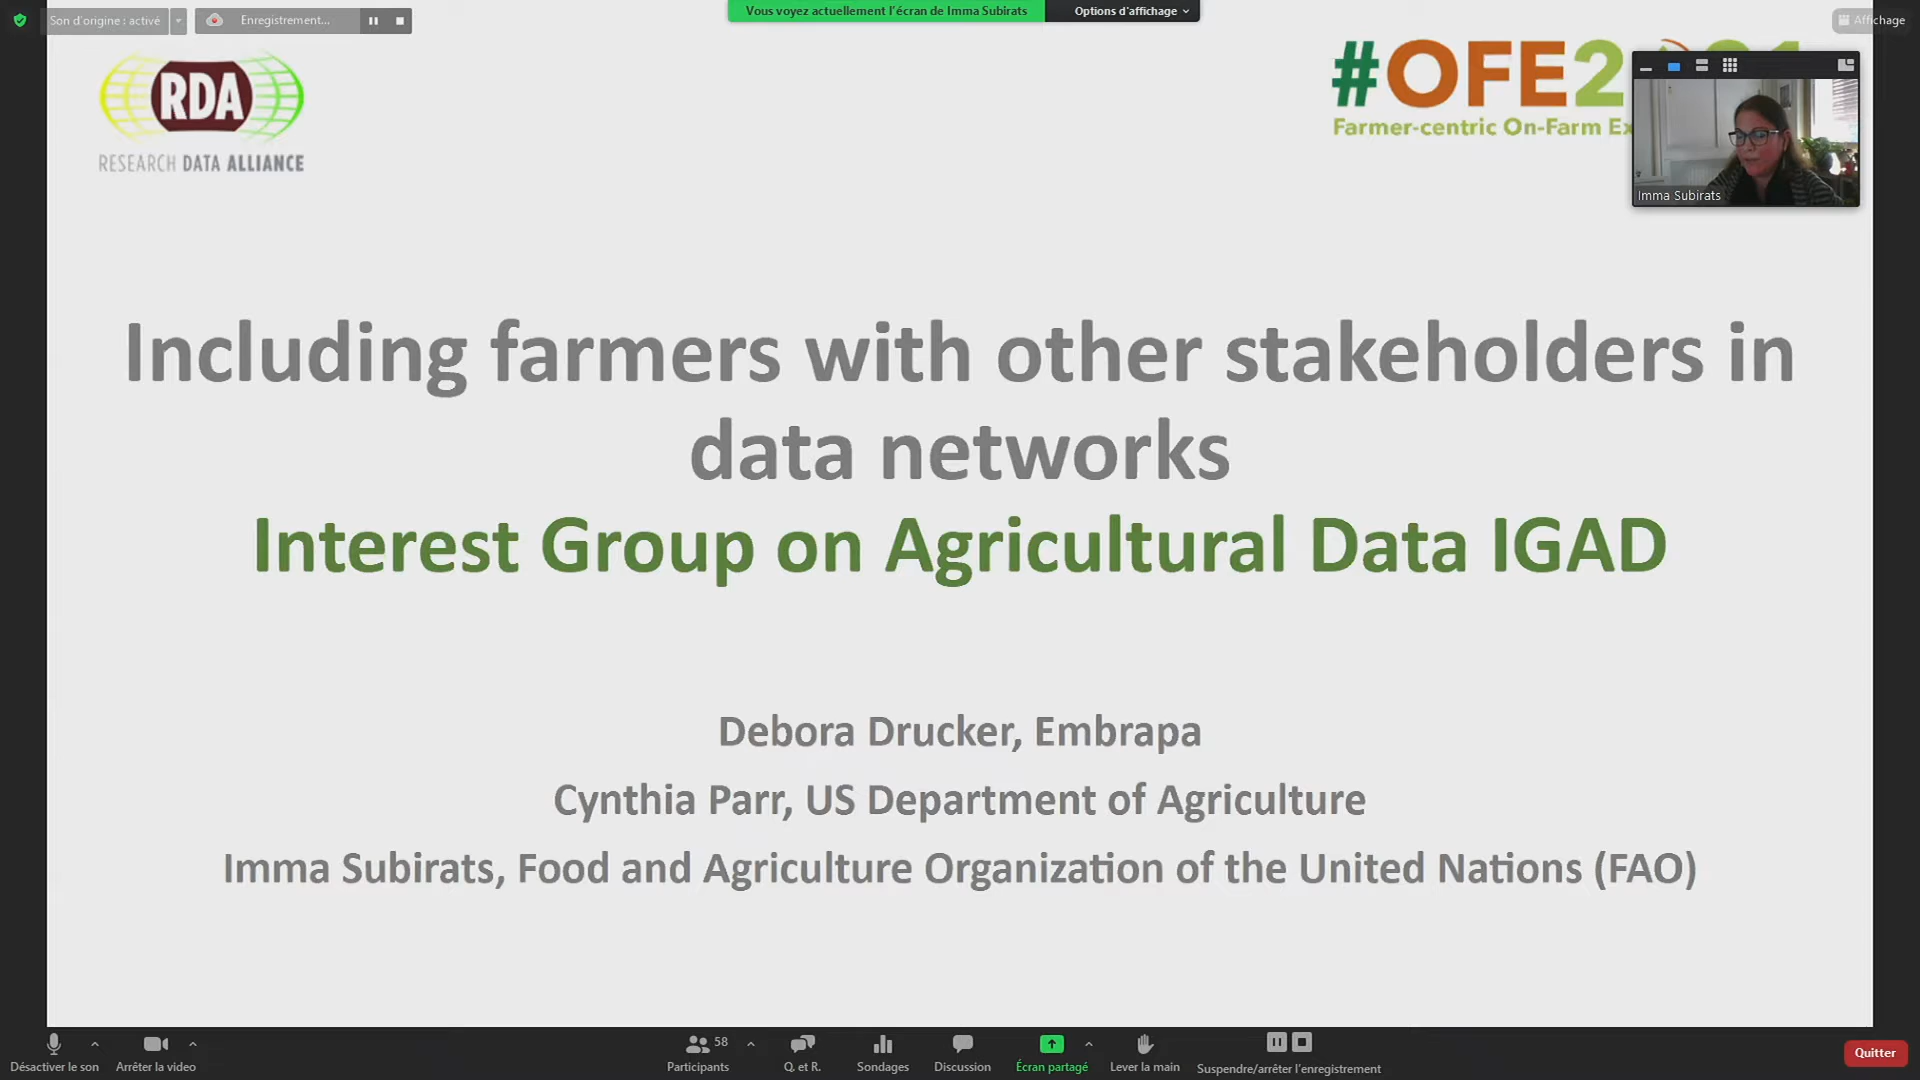 Son d'origine : activé
Enregistrement...
Vous voyez actuellement l'écran de Imma Subirats
Options d'affichage
Affichage
RDA
RESEARCH DATA ALLIANCE
#OFE2
Farmer-centric On-Farm Ex
Imma Subirats
Including farmers with other stakeholders in
data networks
Interest Group on Agricultural Data IGAD
Debora Drucker, Embrapa
Cynthia Parr, US Department of Agriculture
Imma Subirats, Food and Agriculture Organization of the United Nations (FAO)
Désactiver le son
Arrêter la video
58
Participants
Q. et R.
Sondages
Discussion
Écran partagé
Lever la main
Suspendre/arrêter l'enregistrement
Quitter